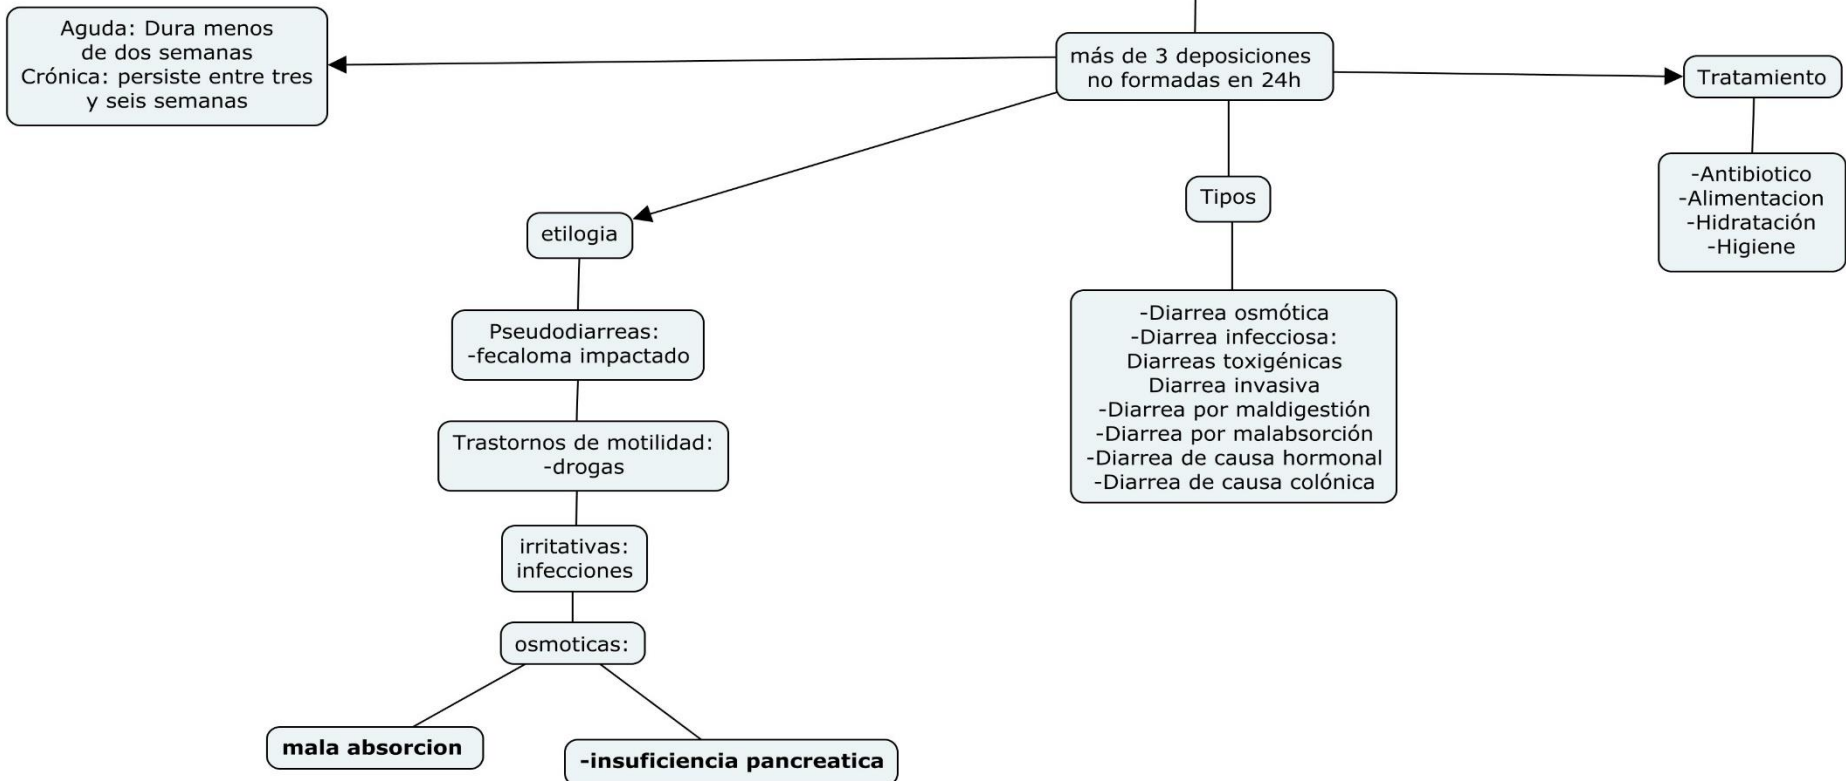 Aguda: Dura menos
de dos semanas
Crónica: persiste entre tres
y seis semanas
más de 3 deposiciones
no formadas en 24h
Tratamiento
-Antibiotico
-Alimentacion
-Hidratación
-Higiene
Tipos
-Diarrea osmótica
-Diarrea infecciosa:
Diarreas toxigénicas
Diarrea invasiva
-Diarrea por maldigestión
-Diarrea por malabsorción
-Diarrea de causa hormonal
-Diarrea de causa colónica
etilogia
Pseudodiarreas:
-fecaloma impactado
Trastornos de motilidad:
-drogas
irritativas:
infecciones
osmoticas:
mala absorcion
-insuficiencia pancreatica